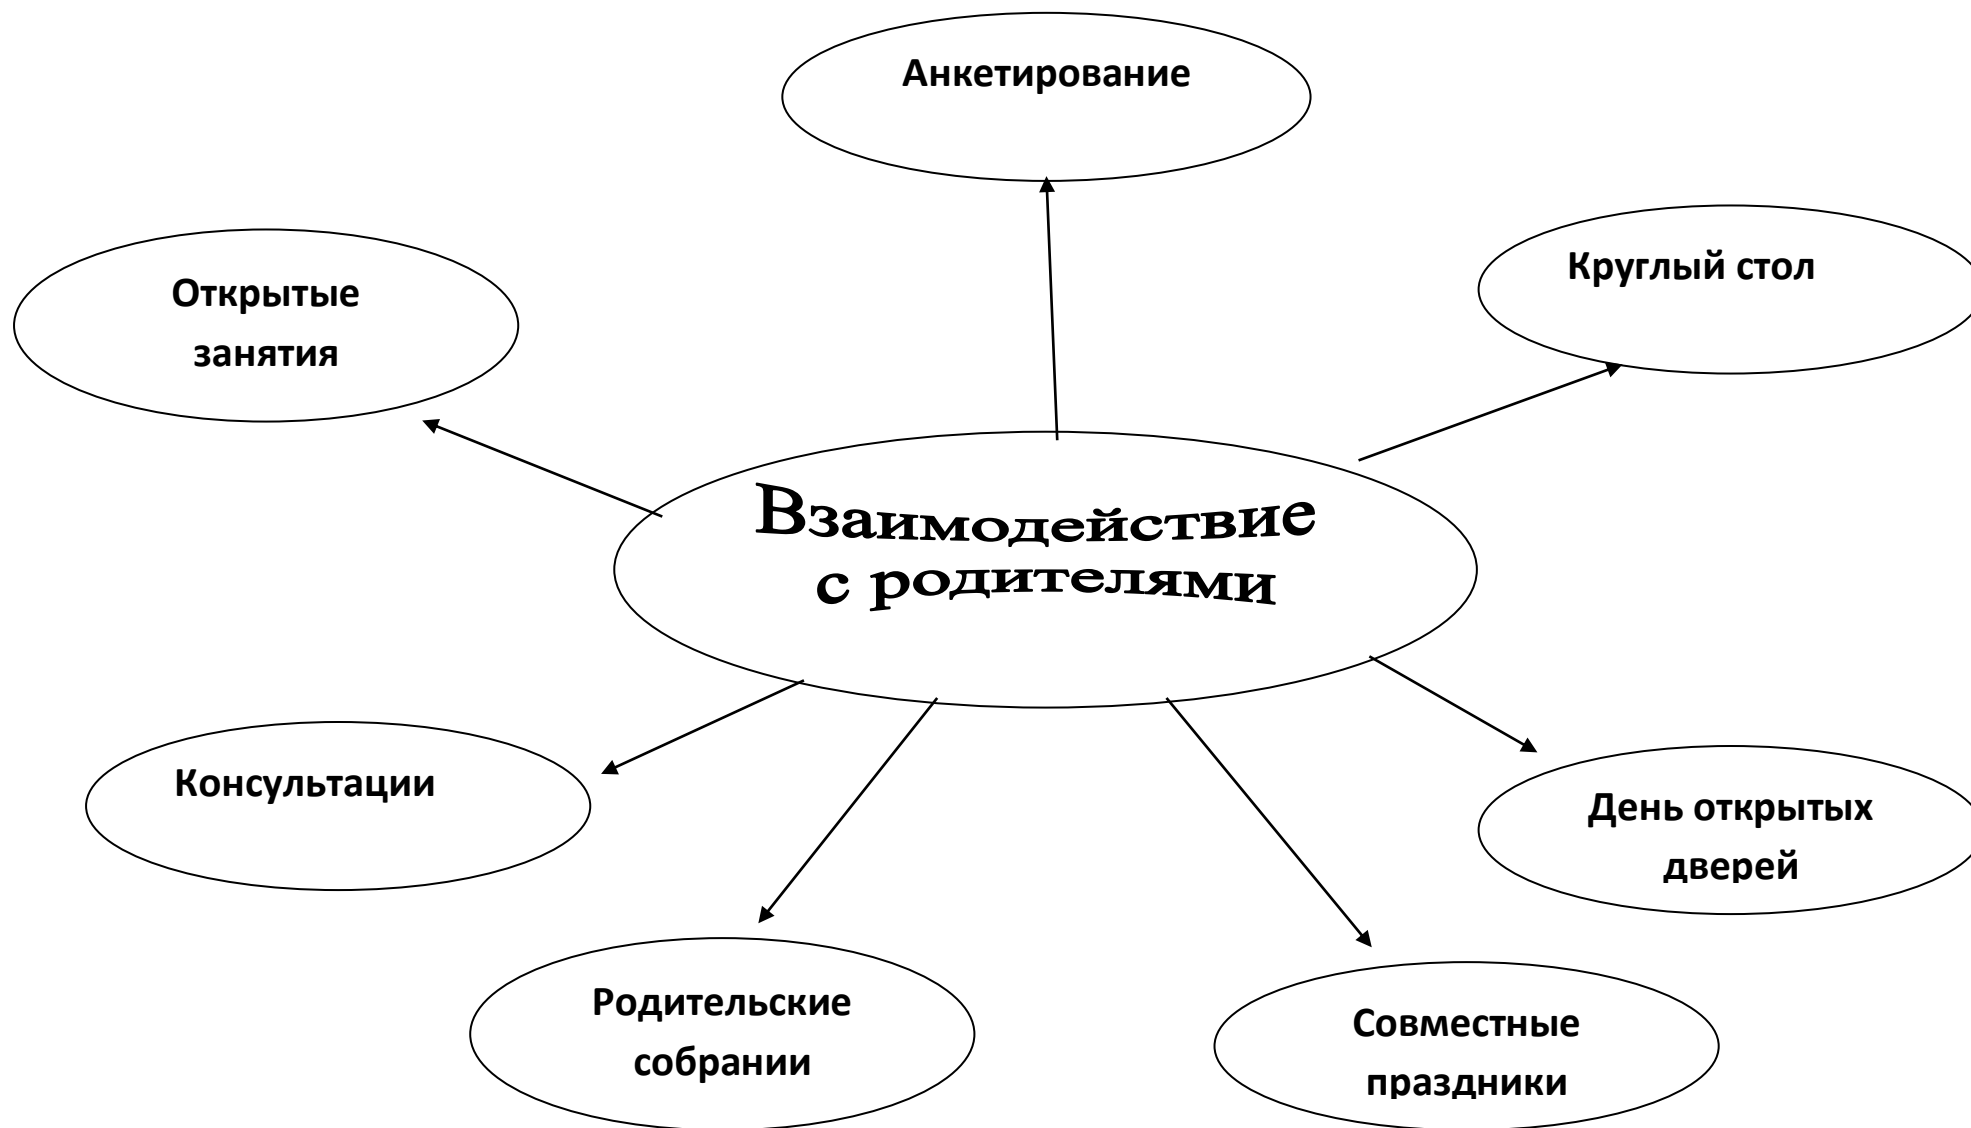 Анкетирование
Круглый стол
Открытые
занятия
Взаимодействие
с родителями
Консультации
День открытых
дверей
Родительские
собрании
Совместные
праздники